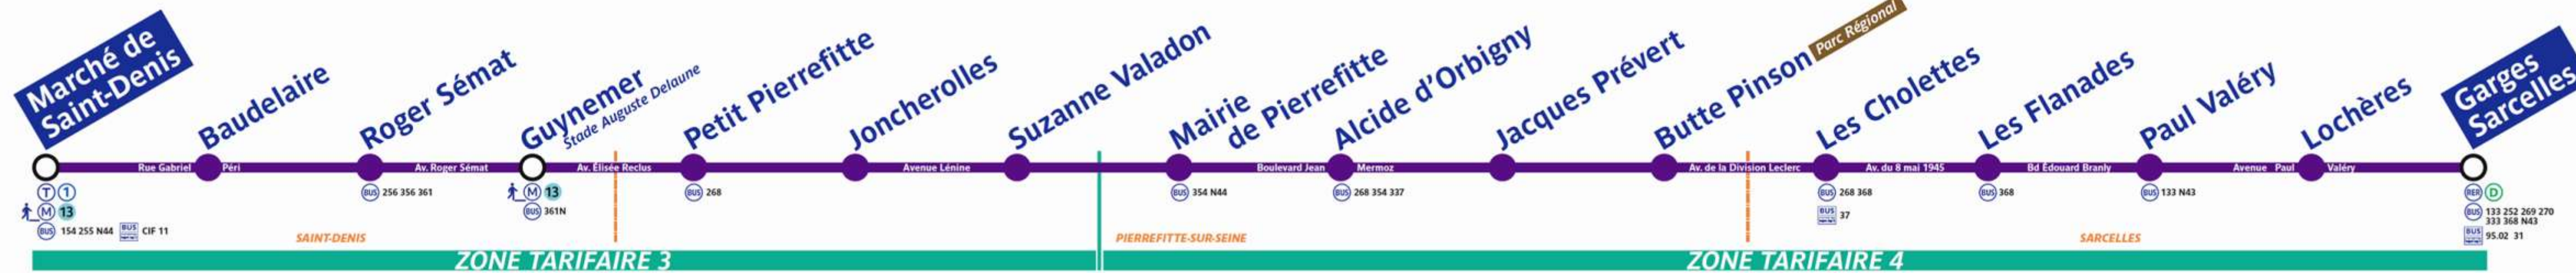 Marché de
Saint-Denis
Baudelaire
Roger Sémat
Guynemer
Stade Auguste Delaune
Petit Pierrefitte
Joncherolles
Suzanne Valadon
Mairie
de Pierrefitte
Alcide d'Orbigny
Jacques Prévert
Butte Pinson
Parc Régional
Les Cholettes
Les Flanades
Paul Valéry
Lochères
Garges
Sarcelles
Rue Gabriel Péri
Av. Roger Sémat
Av. Élisée Reclus
Avenue Lénine
Boulevard Jean Mermoz
Av. de la Division Leclerc
Av. du 8 mai 1945
Bd Édouard Branly
Avenue Paul Valéry
T 1
M 13
BUS 154 255 N44 BUS CIF 11
BUS 256 356 361
M 13
BUS 361N
BUS 268
BUS 354 N44
BUS 268 354 337
BUS 268 368
BUS 37
BUS 368
BUS 133 N43
RER D
BUS 133 252 269 270
333 368 N43
BUS 95.02 31
SAINT-DENIS
PIERREFITTE-SUR-SEINE
SARCELLES
ZONE TARIFAIRE 3
ZONE TARIFAIRE 4